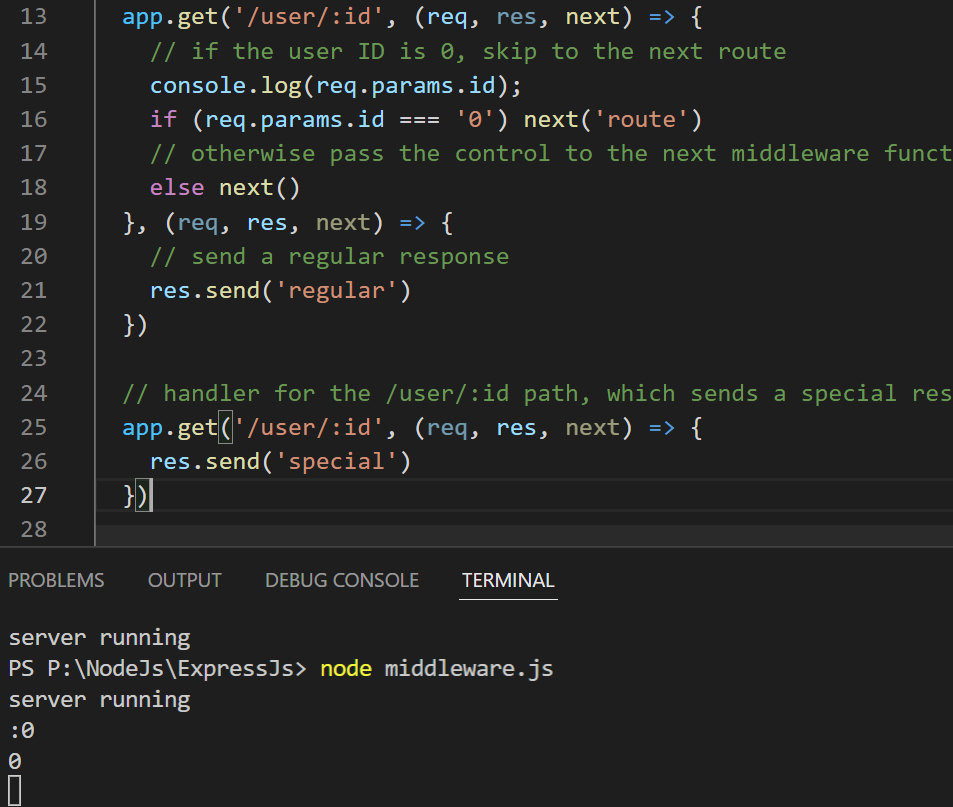 13 app.get('/user/:id', (req, res, next) => {
14 // if the user ID is 0, skip to the next route
15 console.log(req.params.id);
16 if (req.params.id === '0') next('route')
17 // otherwise pass the control to the next middleware funct
18 else next()
19 }, (req, res, next) => {
20 // send a regular response
21 res.send('regular')
22 })
23
24 // handler for the /user/:id path, which sends a special res
25 app.get('/user/:id', (req, res, next) => {
26 res.send('special')
27 })
28
PROBLEMS OUTPUT DEBUG CONSOLE TERMINAL
server running
PS P:\NodeJs\ExpressJs> node middleware.js
server running
:0
0